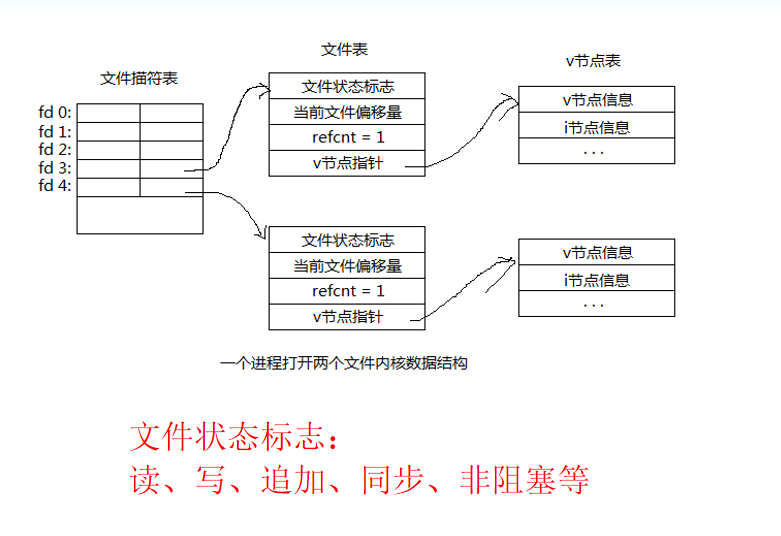 文件描符表
文件表
v节点表
fd 0:
fd 1:
fd 2:
fd 3:
fd 4:
文件状态标志
当前文件偏移量
refcnt = 1
v节点指针
v节点信息
i节点信息
...
文件状态标志
当前文件偏移量
refcnt = 1
v节点指针
v节点信息
i节点信息
...
一个进程打开两个文件内核数据结构
文件状态标志：
读、写、追加、同步、非阻塞等